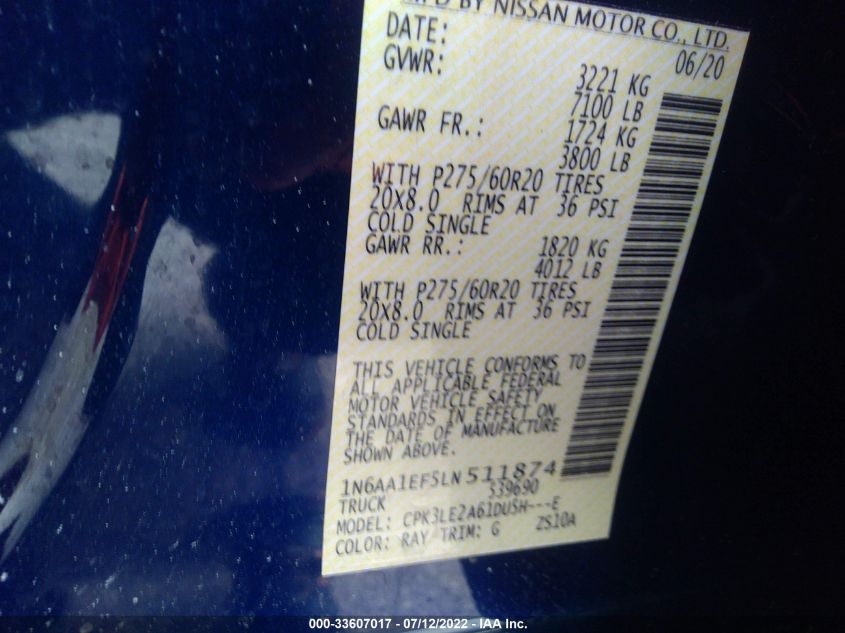 MFD BY NISSAN MOTOR CO., LTD.
DATE: 06/20
GVWR: 3221 KG
7100 LB
GAWR FR.: 1724 KG
3800 LB
WITH P275/60R20 TIRES
20X8.0 RIMS AT 36 PSI
COLD SINGLE
GAWR RR.: 1820 KG
4012 LB
WITH P275/60R20 TIRES
20X8.0 RIMS AT 36 PSI
COLD SINGLE
THIS VEHICLE CONFORMS TO
ALL APPLICABLE FEDERAL
MOTOR VEHICLE SAFETY
STANDARDS IN EFFECT ON
THE DATE OF MANUFACTURE
SHOWN ABOVE.
1N6AA1EF5LN511874
TRUCK 539690
MODEL: CPK3LE2A61DU5H---E
COLOR: RAY TRIM: G ZS10A
000-33607017 - 07/12/2022 - IAA Inc.